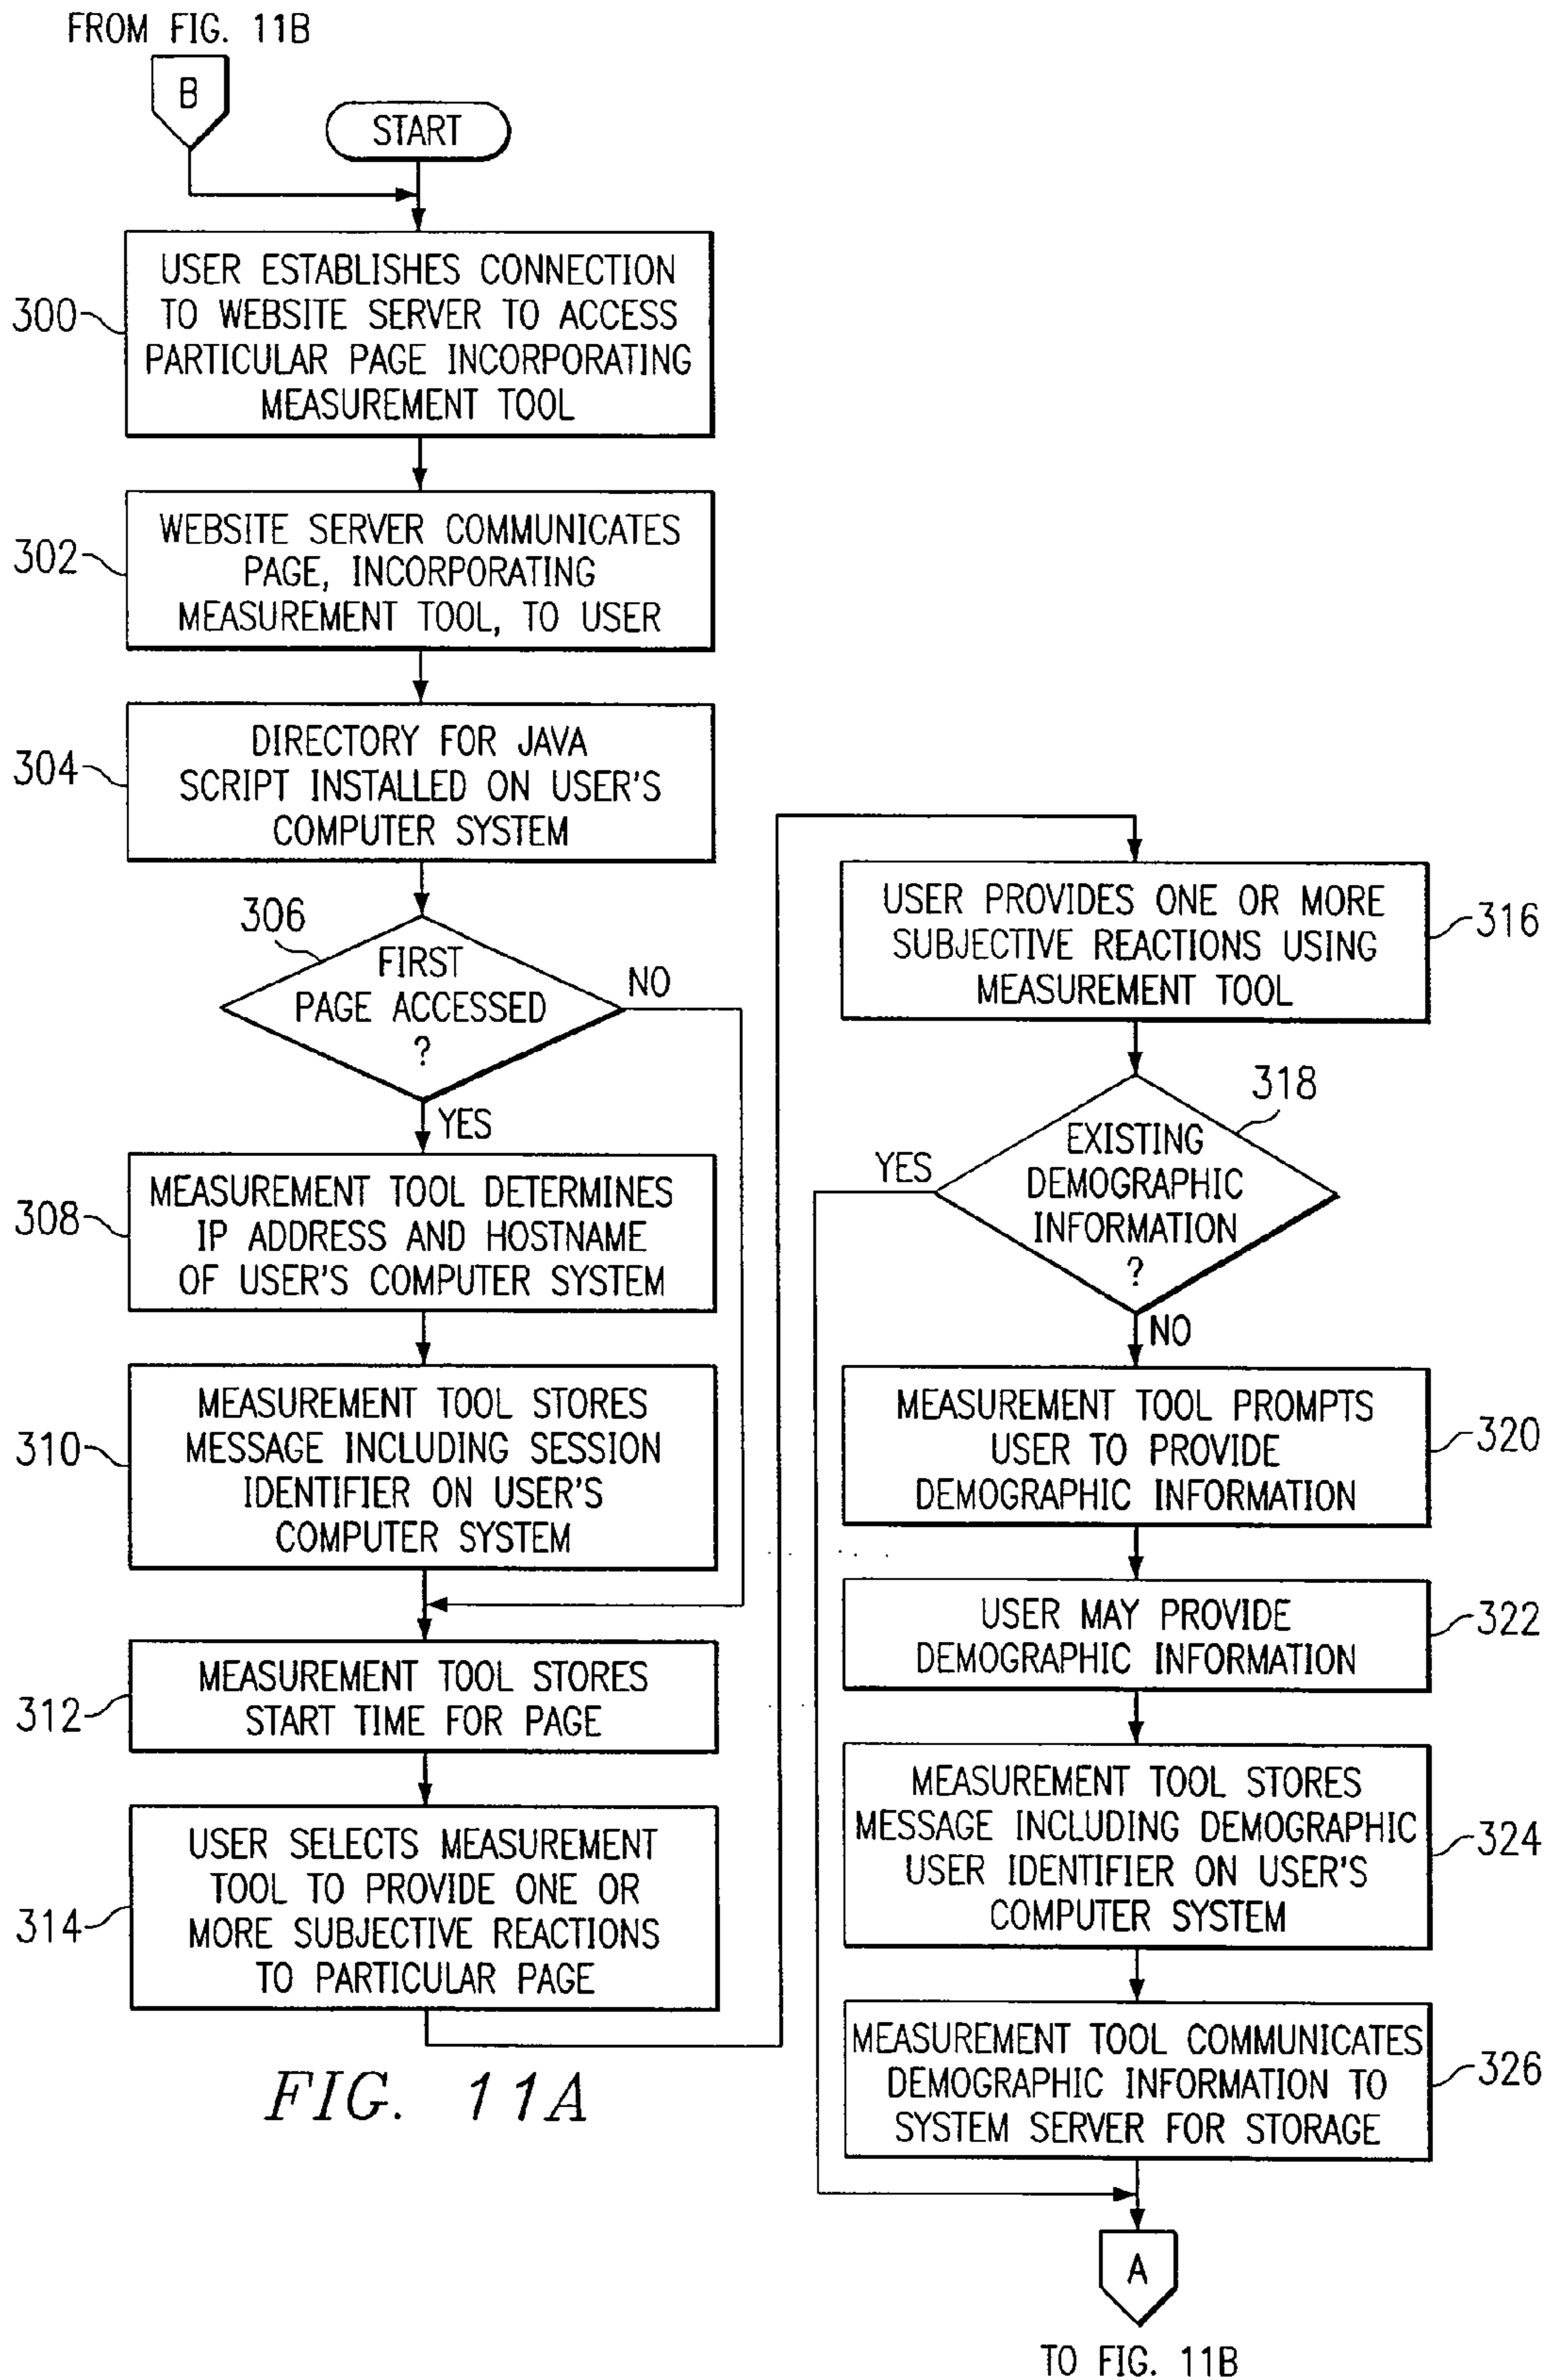 FROM FIG. 11B
B
START
300
USER ESTABLISHES CONNECTION
TO WEBSITE SERVER TO ACCESS
PARTICULAR PAGE INCORPORATING
MEASUREMENT TOOL
302
WEBSITE SERVER COMMUNICATES
PAGE, INCORPORATING
MEASUREMENT TOOL, TO USER
304
DIRECTORY FOR JAVA
SCRIPT INSTALLED ON USER'S
COMPUTER SYSTEM
306
FIRST
PAGE ACCESSED
?
NO
YES
308
MEASUREMENT TOOL DETERMINES
IP ADDRESS AND HOSTNAME
OF USER'S COMPUTER SYSTEM
310
MEASUREMENT TOOL STORES
MESSAGE INCLUDING SESSION
IDENTIFIER ON USER'S
COMPUTER SYSTEM
312
MEASUREMENT TOOL STORES
START TIME FOR PAGE
314
USER SELECTS MEASUREMENT
TOOL TO PROVIDE ONE OR
MORE SUBJECTIVE REACTIONS
TO PARTICULAR PAGE
FIG. 11A
USER PROVIDES ONE OR MORE
SUBJECTIVE REACTIONS USING
MEASUREMENT TOOL
316
318
EXISTING
DEMOGRAPHIC
INFORMATION
?
YES
NO
MEASUREMENT TOOL PROMPTS
USER TO PROVIDE
DEMOGRAPHIC INFORMATION
320
USER MAY PROVIDE
DEMOGRAPHIC INFORMATION
322
MEASUREMENT TOOL STORES
MESSAGE INCLUDING DEMOGRAPHIC
USER IDENTIFIER ON USER'S
COMPUTER SYSTEM
324
MEASUREMENT TOOL COMMUNICATES
DEMOGRAPHIC INFORMATION TO
SYSTEM SERVER FOR STORAGE
326
A
TO FIG. 11B